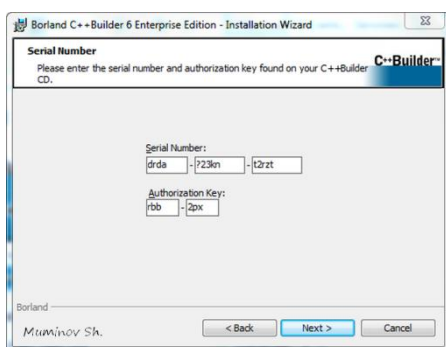 Borland C++Builder 6 Enterprise Edition - Installation Wizard
Serial Number
Please enter the serial number and authorization key found on your C++Builder CD.
C++Builder™
Serial Number:
drda - ?23kn - t2rzt
Authorization Key:
rbb - 2px
Borland
Muminov Sh.
< Back Next > Cancel